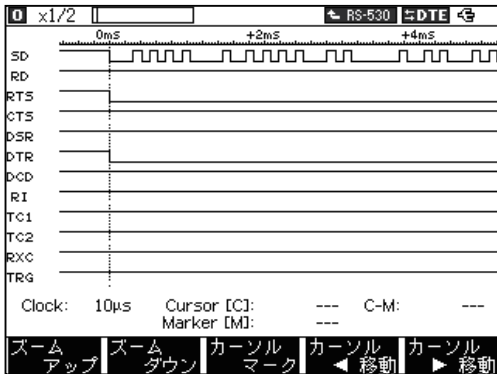 0 x1/2 RS-530 DTE
0mS +2mS +4mS
SD
RD
RTS
CTS
DSR
DTR
DCD
RI
TC1
TC2
RXC
TRG
Clock: 10μs Cursor [C]: --- C-M: ---
Marker [M]: ---
ズーム アップ ズーム ダウン カーソル マーク カーソル ◀ 移動 カーソル ▶ 移動